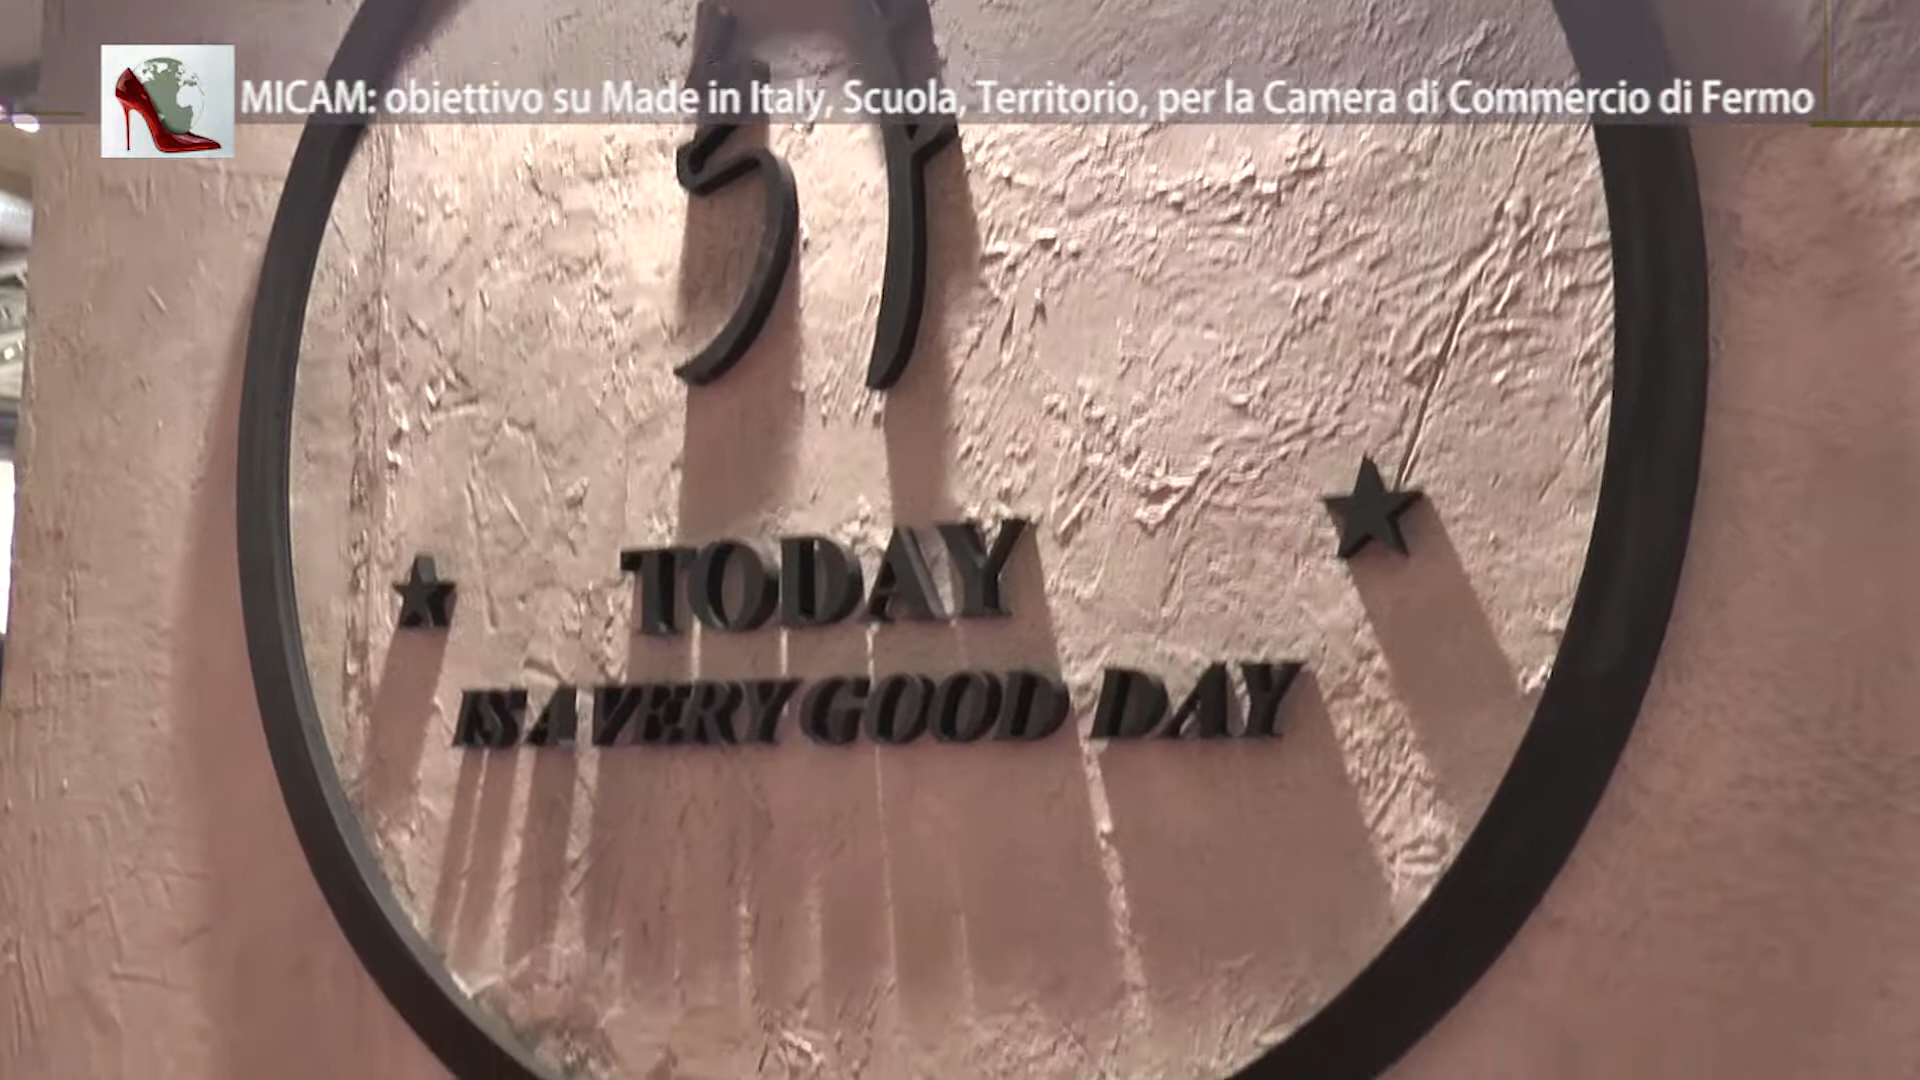 MICAM: obiettivo su Made in Italy, Scuola, Territorio, per la Camera di Commercio di Fermo
TODAY
IS A VERY GOOD DAY